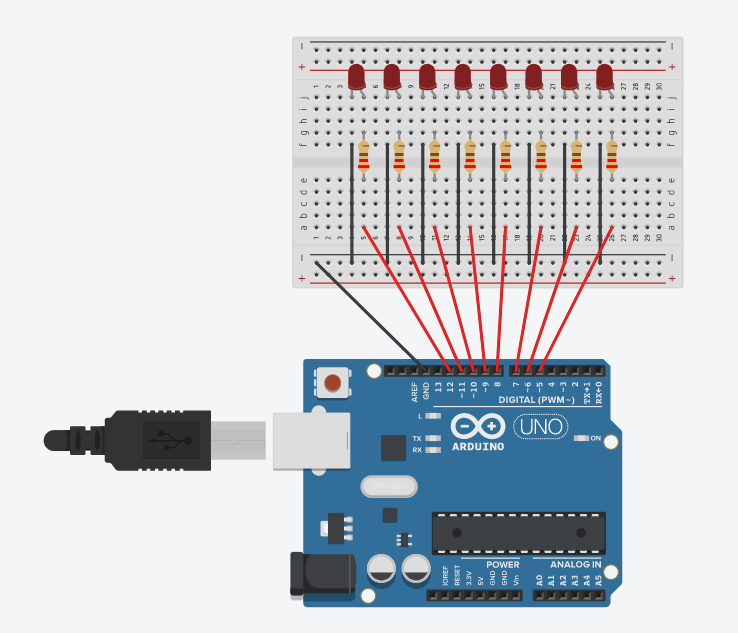 j i h g f
e d c b a
AREF
GND
13
12
~11
~10
~9
8
7
~6
~5
4
~3
2
TX→1
RX←0
DIGITAL (PWM ~)
L
TX
RX
ARDUINO
UNO
ON
POWER
ANALOG IN
IOREF
RESET
3.3V
5V
GND
GND
Vin
A0
A1
A2
A3
A4
A5